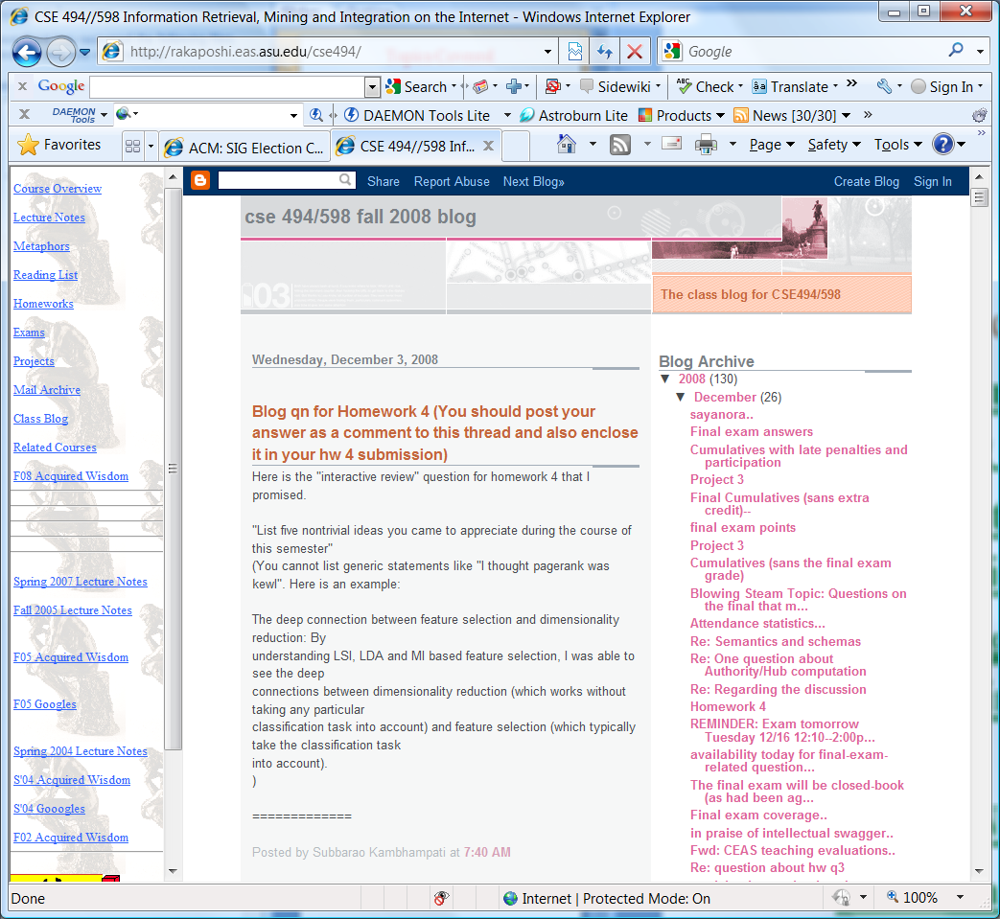 CSE 494//598 Information Retrieval, Mining and Integration on the Internet - Windows Internet Explorer
http://rakaposhi.eas.asu.edu/cse494/
Google
Google
Search
Sidewiki
Check
Translate
»
Sign In
DAEMON Tools
DAEMON Tools Lite
Astroburn Lite
Products
News [30/30]
»
Favorites
ACM: SIG Election C...
CSE 494//598 Inf...
Page
Safety
Tools
»
Course Overview
Lecture Notes
Metaphors
Reading List
Homeworks
Exams
Projects
Mail Archive
Class Blog
Related Courses
F08 Acquired Wisdom
Spring 2007 Lecture Notes
Fall 2005 Lecture Notes
F05 Acquired Wisdom
F05 Googles
Spring 2004 Lecture Notes
S'04 Acquired Wisdom
S'04 Gooogles
F02 Acquired Wisdom
Share
Report Abuse
Next Blog»
Create Blog
Sign In
cse 494/598 fall 2008 blog
03
The class blog for CSE494/598
Wednesday, December 3, 2008
Blog qn for Homework 4 (You should post your
answer as a comment to this thread and also enclose
it in your hw 4 submission)
Here is the "interactive review" question for homework 4 that I
promised.
"List five nontrivial ideas you came to appreciate during the course of
this semester"
(You cannot list generic statements like "I thought pagerank was
kewl". Here is an example:
The deep connection between feature selection and dimensionality
reduction: By
understanding LSI, LDA and MI based feature selection, I was able to
see the deep
connections between dimensionality reduction (which works without
taking any particular
classification task into account) and feature selection (which typically
take the classification task
into account).
)
=============
Posted by Subbarao Kambhampati at 7:40 AM
Blog Archive
▼ 2008 (130)
▼ December (26)
sayanora..
Final exam answers
Cumulatives with late penalties and
participation
Project 3
Final Cumulatives (sans extra
credit)--
final exam points
Project 3
Cumulatives (sans the final exam
grade)
Blowing Steam Topic: Questions on
the final that m...
Attendance statistics...
Re: Semantics and schemas
Re: One question about
Authority/Hub computation
Re: Regarding the discussion
Homework 4
REMINDER: Exam tomorrow
Tuesday 12/16 12:10--2:00p...
availability today for final-exam-
related question...
The final exam will be closed-book
(as had been ag...
Final exam coverage..
in praise of intellectual swagger..
Fwd: CEAS teaching evaluations..
Re: question about hw q3
Done
Internet | Protected Mode: On
100%